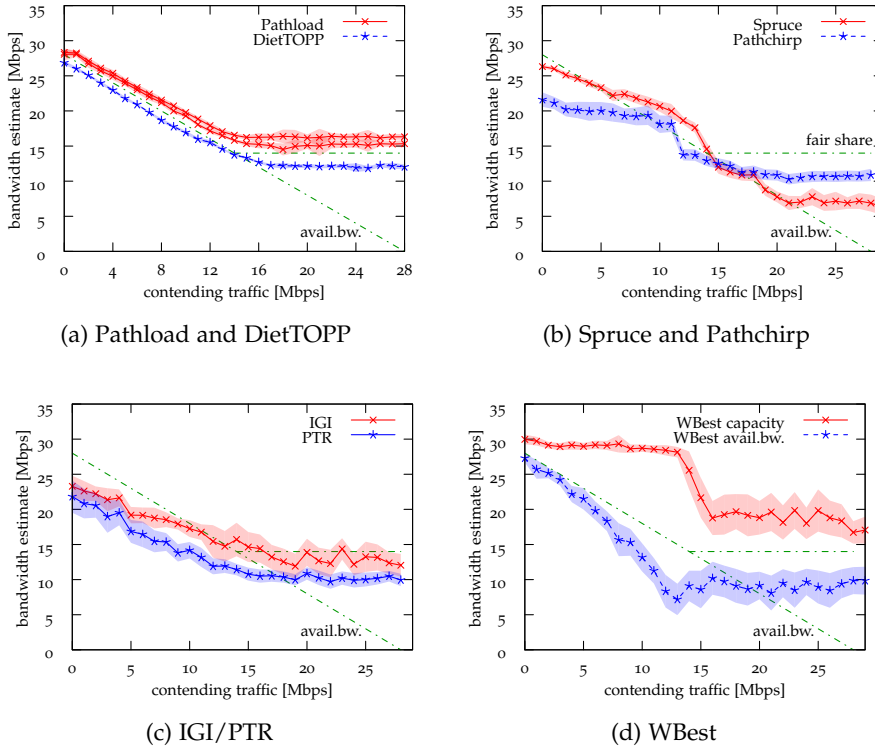 35
30
25
20
15
10
5
0
bandwidth estimate [Mbps]
Pathload
DietTOPP
avail.bw.
0 4 8 12 16 20 24 28
contending traffic [Mbps]
(a) Pathload and DietTOPP
35
30
25
20
15
10
5
0
bandwidth estimate [Mbps]
Spruce
Pathchirp
fair share
avail.bw.
0 5 10 15 20 25
contending traffic [Mbps]
(b) Spruce and Pathchirp
35
30
25
20
15
10
5
0
bandwidth estimate [Mbps]
IGI
PTR
avail.bw.
0 5 10 15 20 25
contending traffic [Mbps]
(c) IGI/PTR
35
30
25
20
15
10
5
0
bandwidth estimate [Mbps]
WBest capacity
WBest avail.bw.
avail.bw.
0 5 10 15 20 25
contending traffic [Mbps]
(d) WBest